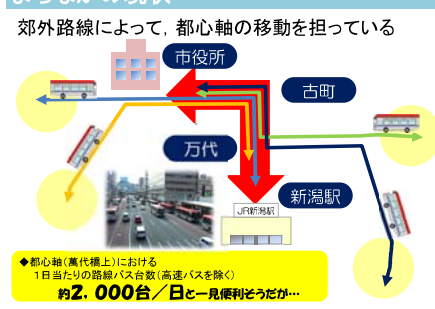 郊外路線によって，都心軸の移動を担っている
市役所
古町
万代
新潟駅
JR新潟駅
◆都心軸（萬代橋上）における
１日当たりの路線バス台数（高速バスを除く）
約２，０００台／日と一見便利そうだが…